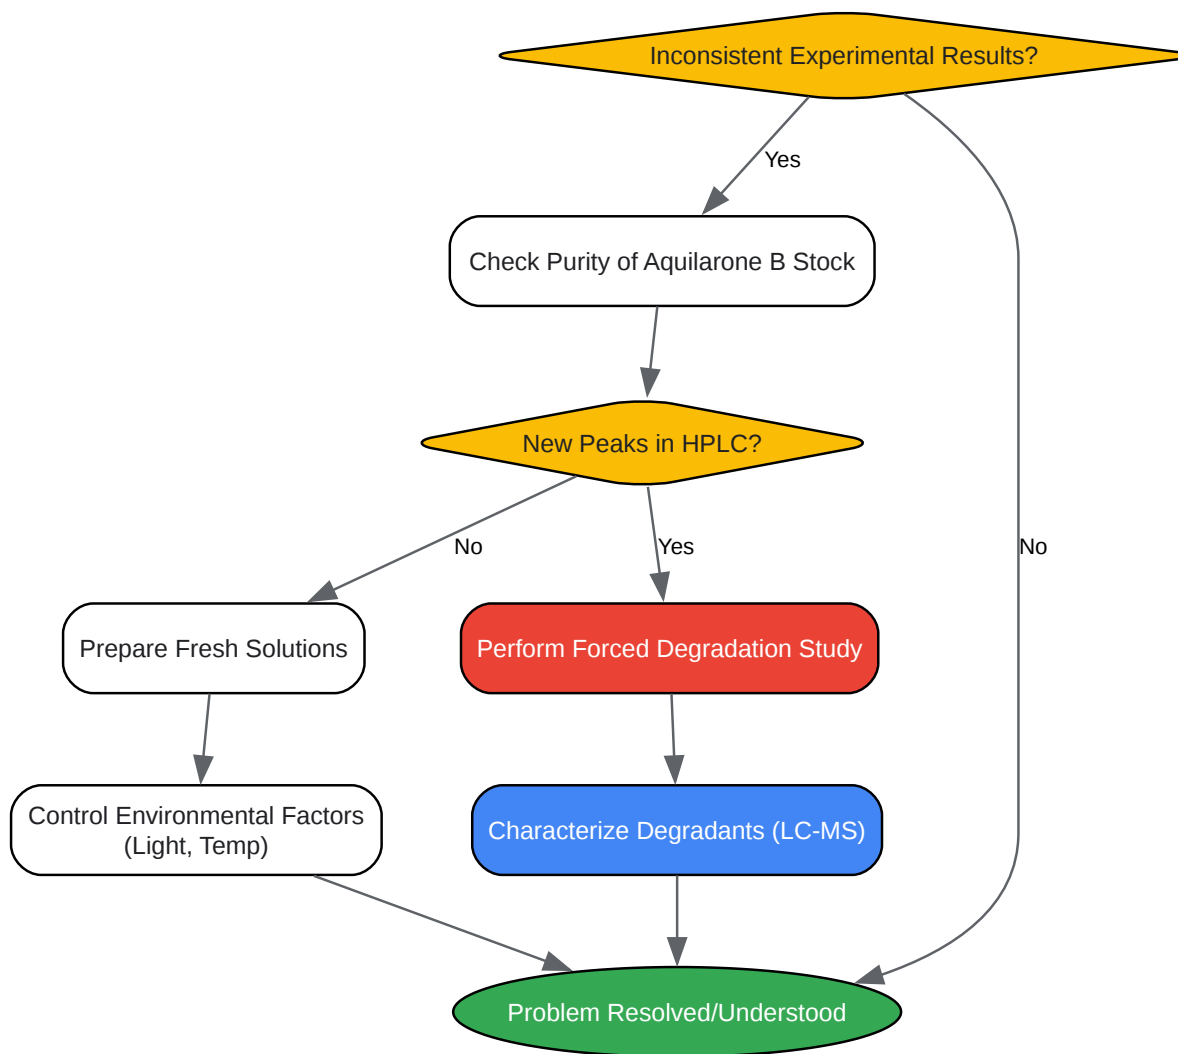 Inconsistent Experimental Results?
Yes
Check Purity of Aquilarone B Stock
New Peaks in HPLC?
No
Yes
No
Prepare Fresh Solutions
Perform Forced Degradation Study
Control Environmental Factors
(Light, Temp)
Characterize Degradants (LC-MS)
Problem Resolved/Understood